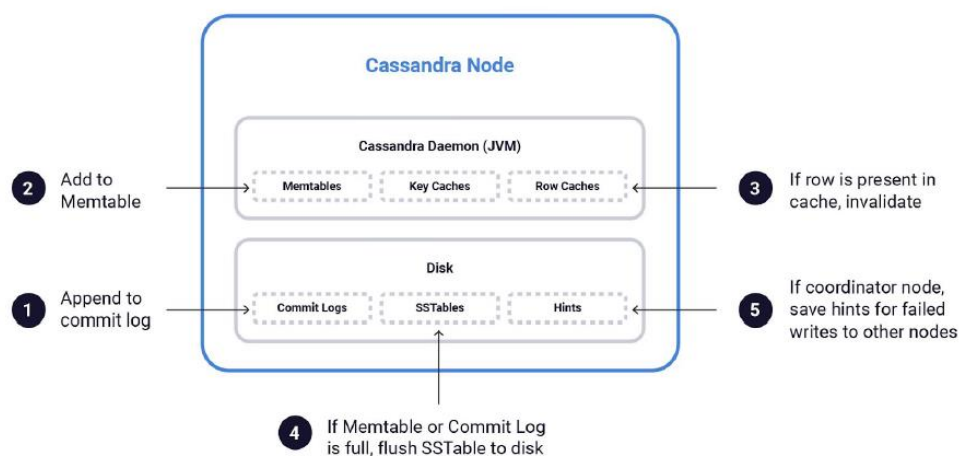 Cassandra Node
Cassandra Daemon (JVM)
Memtables
Key Caches
Row Caches
2
Add to
Memtable
3
If row is present in
cache, invalidate
Disk
Commit Logs
SSTables
Hints
1
Append to
commit log
5
If coordinator node,
save hints for failed
writes to other nodes
4
If Memtable or Commit Log
is full, flush SSTable to disk